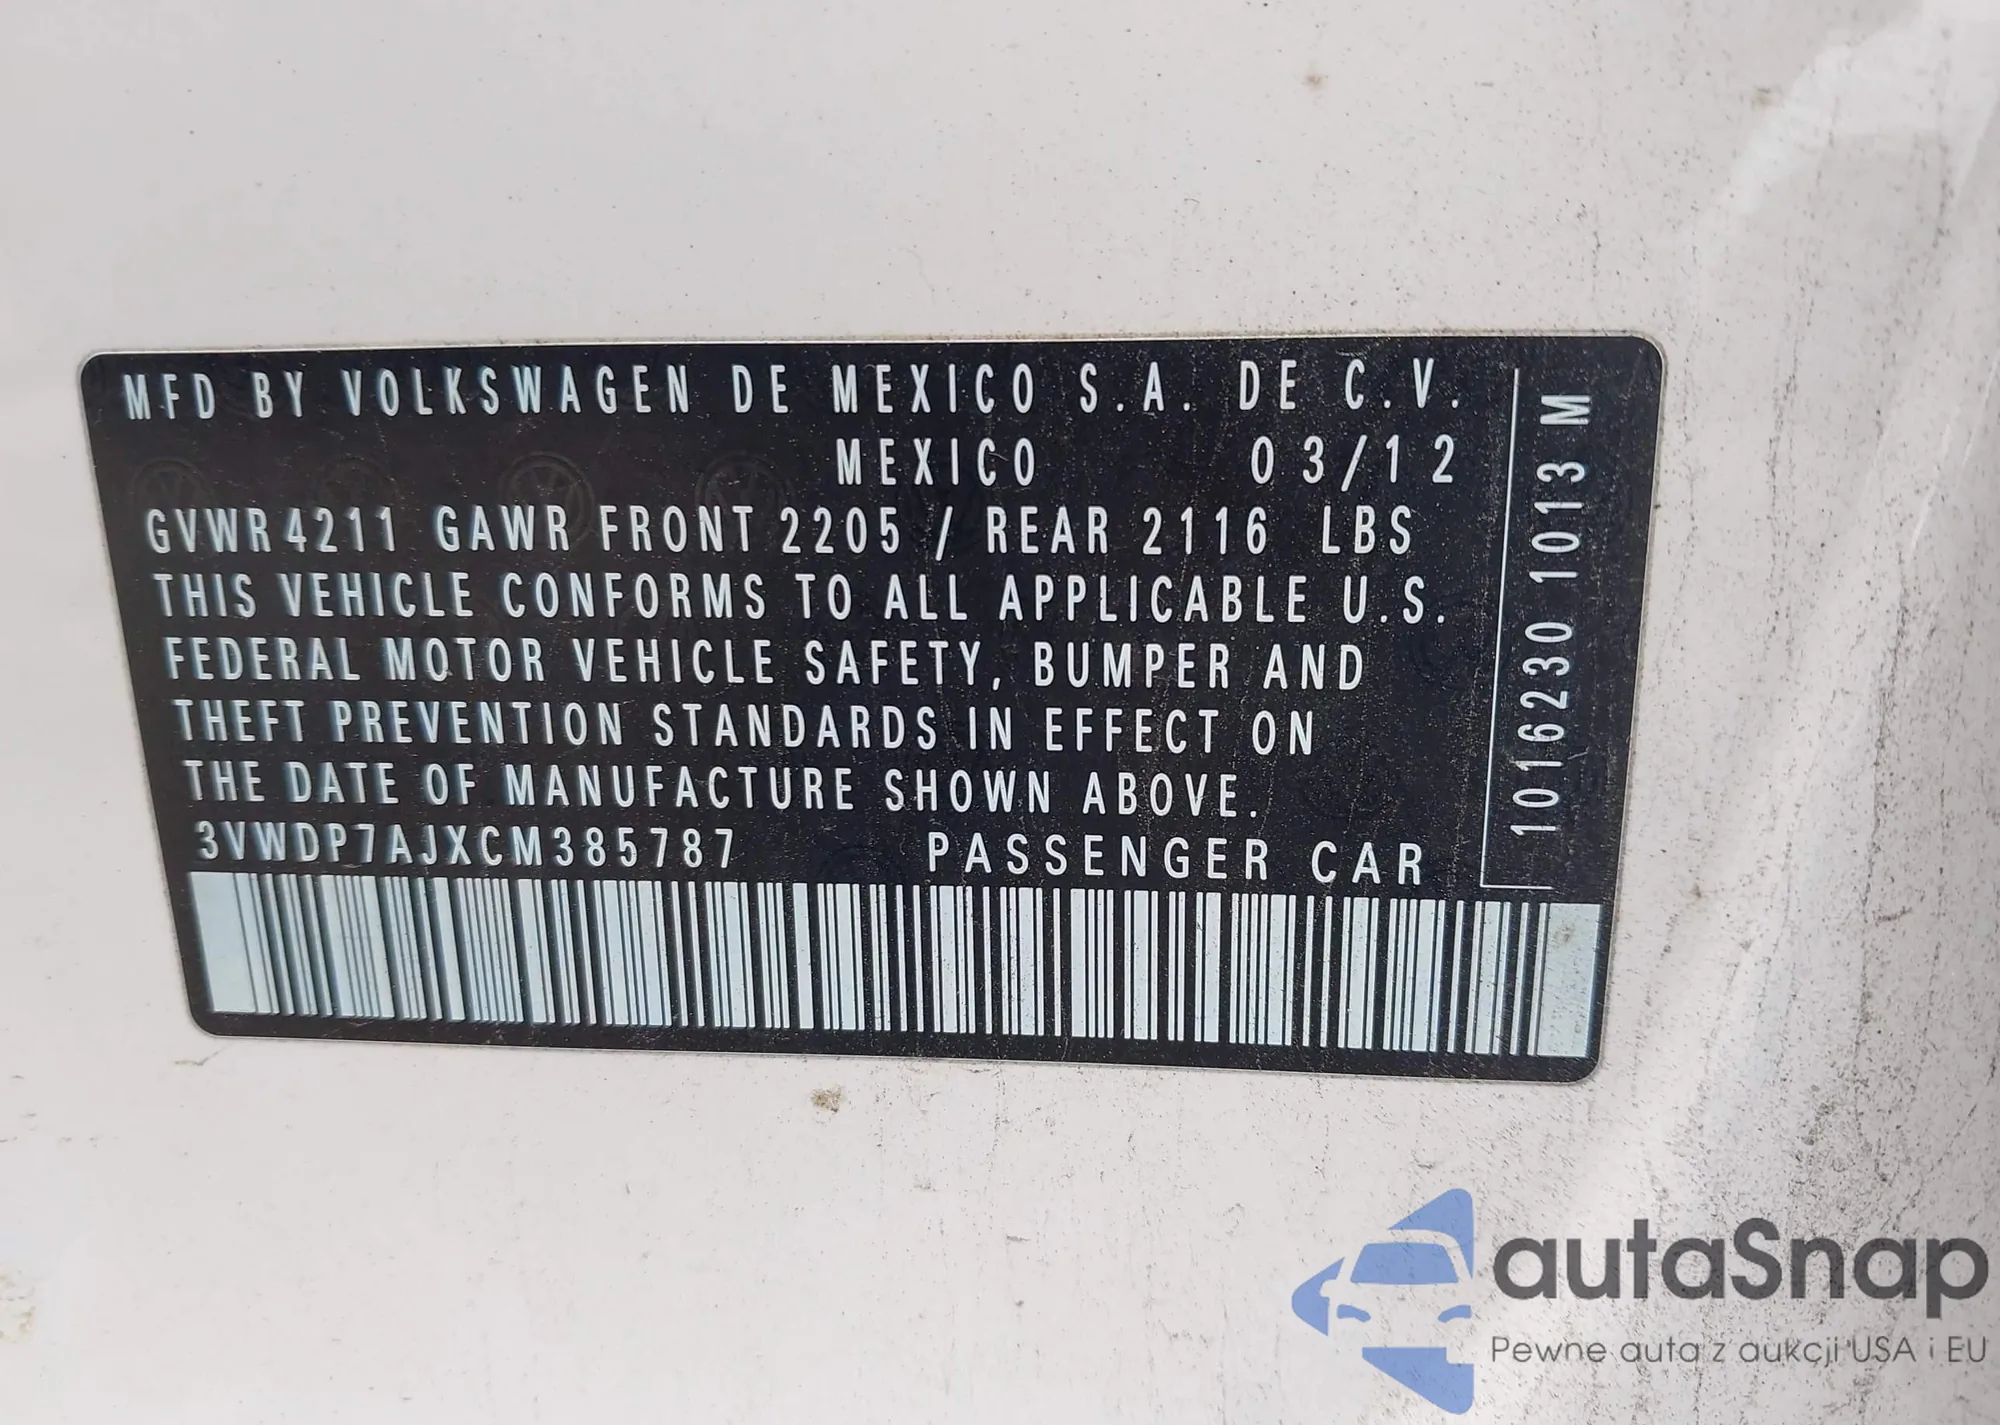 MFD BY VOLKSWAGEN DE MEXICO S.A. DE C.V.
MEXICO 03/12
GVWR 4211 GAWR FRONT 2205 / REAR 2116 LBS
THIS VEHICLE CONFORMS TO ALL APPLICABLE U.S.
FEDERAL MOTOR VEHICLE SAFETY, BUMPER AND
THEFT PREVENTION STANDARDS IN EFFECT ON
THE DATE OF MANUFACTURE SHOWN ABOVE.
3VWDP7AJXCM385787 PASSENGER CAR
1016230 1013 M
autaSnap
Pewne auta z aukcji USA i EU